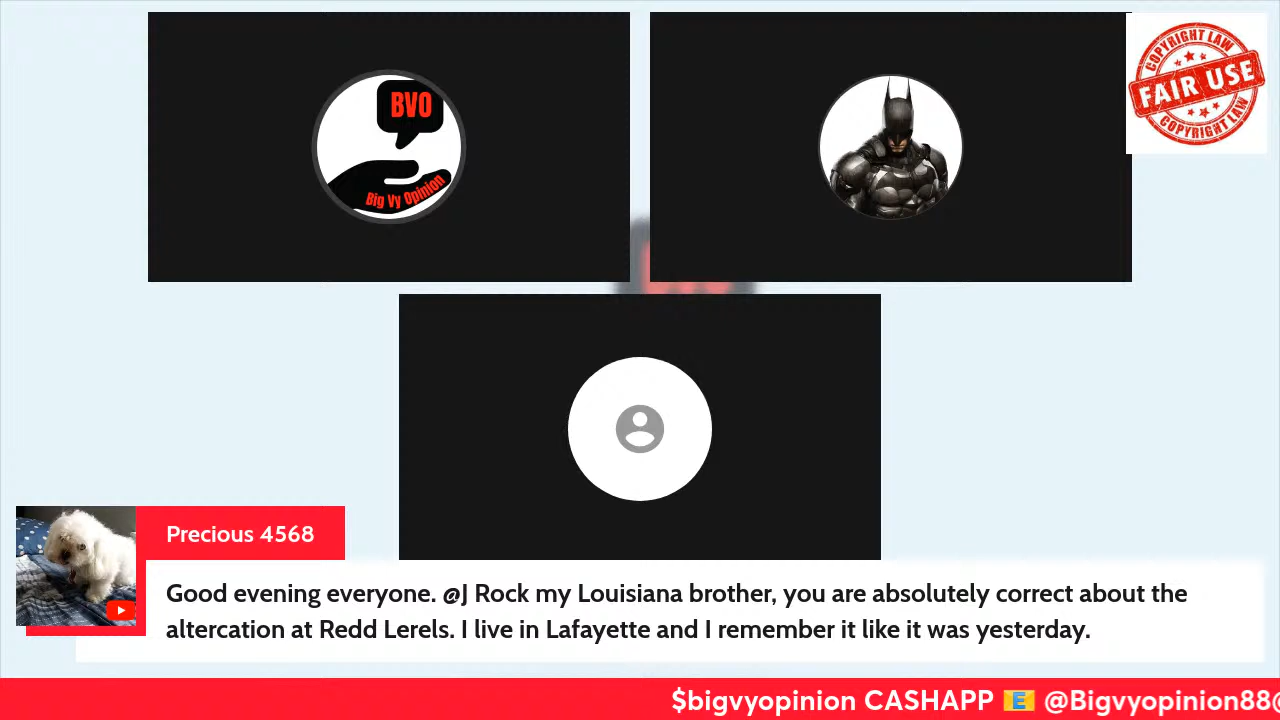 BVO
Big Vy Opinion
COPYRIGHT LAW
FAIR USE
COPYRIGHT LAW
Precious 4568
Good evening everyone. @J Rock my Louisiana brother, you are absolutely correct about the
altercation at Redd Lerels. I live in Lafayette and I remember it like it was yesterday.
$bigvyopinion CASHAPP 📧 @Bigvyopinion88@